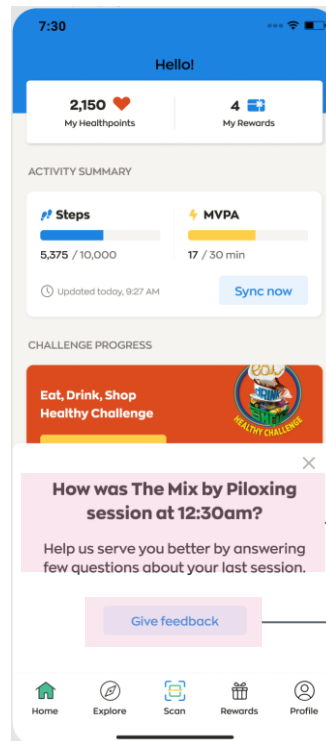 7:30
Hello!
2,150
4
My Healthpoints
My Rewards
ACTIVITY SUMMARY
Steps
MVPA
5,375 / 10,000
17 / 30 min
Updated today, 9:27 AM
Sync now
CHALLENGE PROGRESS
Eat, Drink, Shop
Healthy Challenge
eat
DRINK
HEALTHY CHALLENGE
How was The Mix by Piloxing
session at 12:30am?
Help us serve you better by answering
few questions about your last session.
Give feedback
Home
Explore
Scan
Rewards
Profile